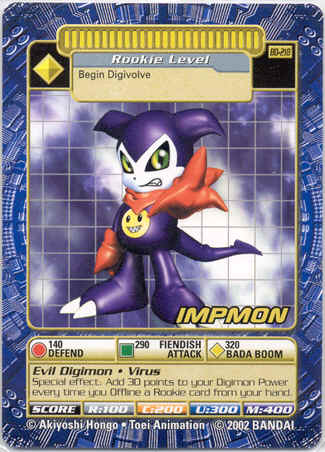 Rookie Level
BO-218
Begin Digivolve
IMPMON
140 DEFEND
290 FIENDISH ATTACK
320 BADA BOOM
Evil Digimon • Virus
Special effect: Add 30 points to your Digimon Power
every time you Offline a Rookie card from your hand.
SCORE R:100 C:200 U:300 M:400
© Akiyoshi Hongo • Toei Animation © 2002 BANDAI